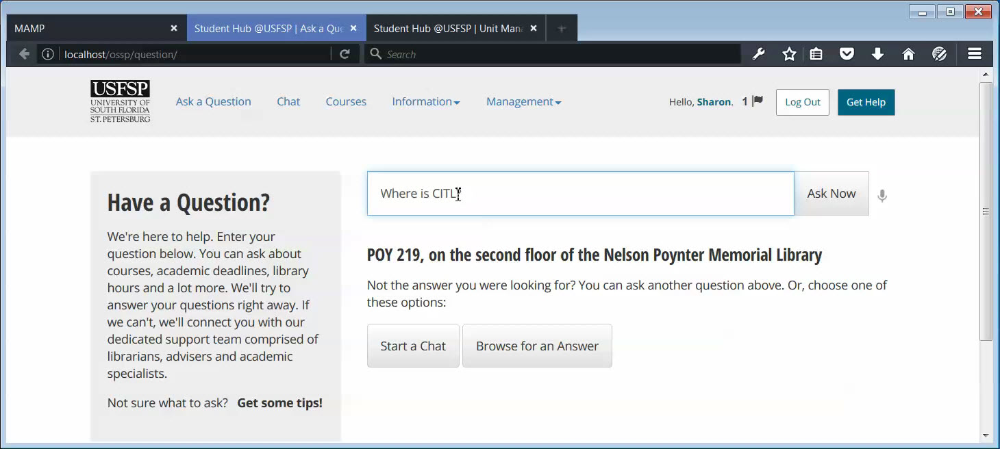 MAMP
Student Hub @USFSP | Ask a Que
Student Hub @USFSP | Unit Mana
localhost/ossp/question/
Search
USFSP
UNIVERSITY OF
SOUTH FLORIDA
ST. PETERSBURG
Ask a Question
Chat
Courses
Information
Management
Hello, Sharon.
1
Log Out
Get Help
Have a Question?
We're here to help. Enter your
question below. You can ask about
courses, academic deadlines, library
hours and a lot more. We'll try to
answer your questions right away. If
we can't, we'll connect you with our
dedicated support team comprised of
librarians, advisers and academic
specialists.
Not sure what to ask? Get some tips!
Where is CITL?
Ask Now
POY 219, on the second floor of the Nelson Poynter Memorial Library
Not the answer you were looking for? You can ask another question above. Or, choose one of
these options:
Start a Chat
Browse for an Answer